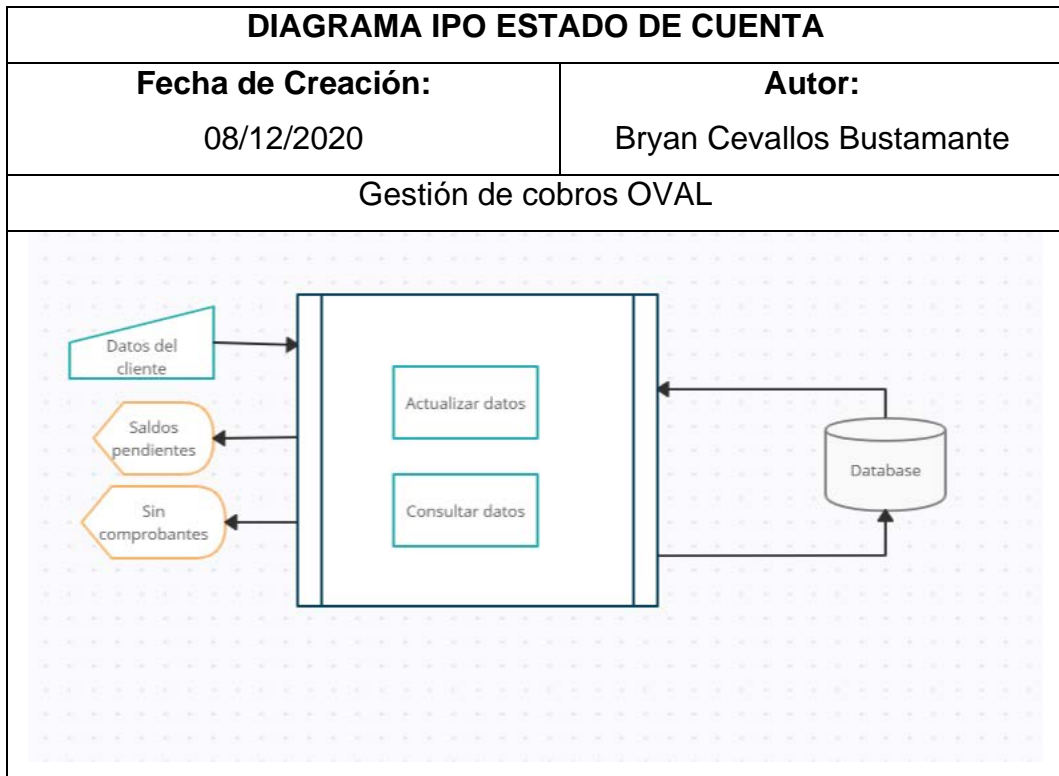 DIAGRAMA IPO ESTADO DE CUENTA
Fecha de Creación:
08/12/2020
Autor:
Bryan Cevallos Bustamante
Gestión de cobros OVAL
Datos del
cliente
Saldos
pendientes
Sin
comprobantes
Actualizar datos
Consultar datos
Database